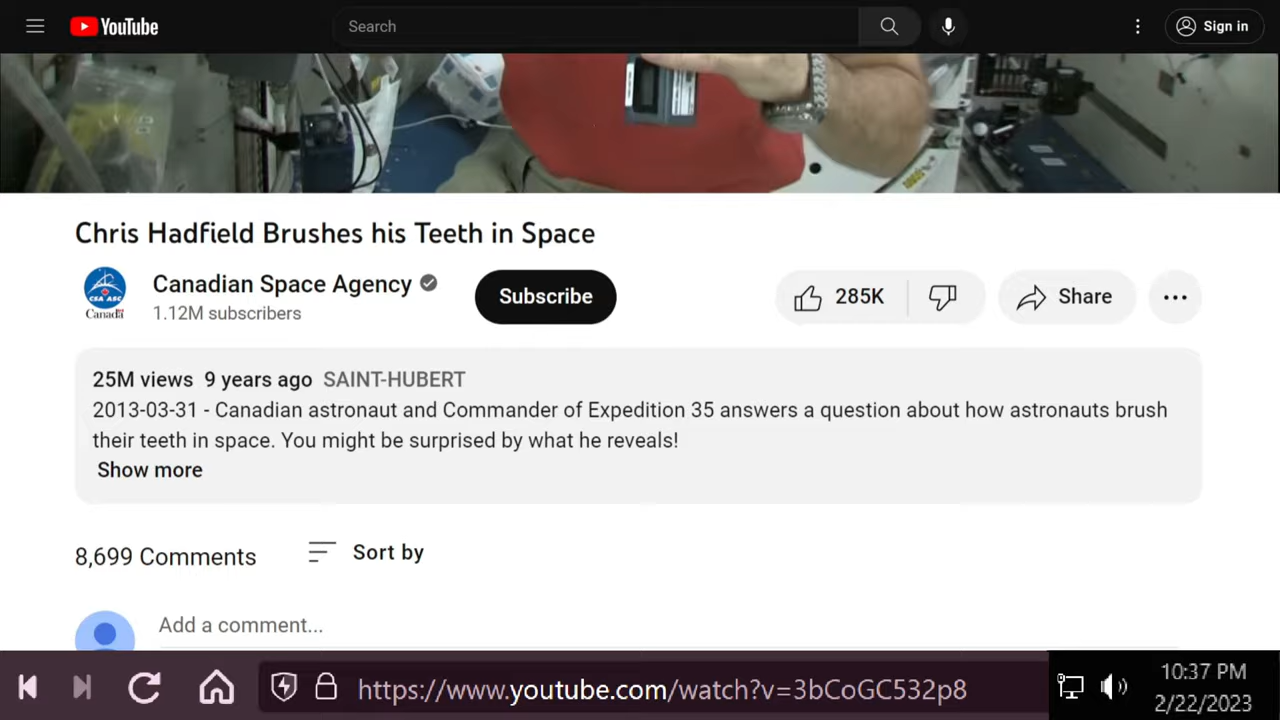 YouTube
Search
Sign in
Chris Hadfield Brushes his Teeth in Space
Canadian Space Agency
1.12M subscribers
CSA ASC
Canada
Subscribe
285K
Share
25M views 9 years ago SAINT-HUBERT
2013-03-31 - Canadian astronaut and Commander of Expedition 35 answers a question about how astronauts brush
their teeth in space. You might be surprised by what he reveals!
Show more
8,699 Comments
Sort by
Add a comment...
https://www.youtube.com/watch?v=3bCoGC532p8
10:37 PM
2/22/2023